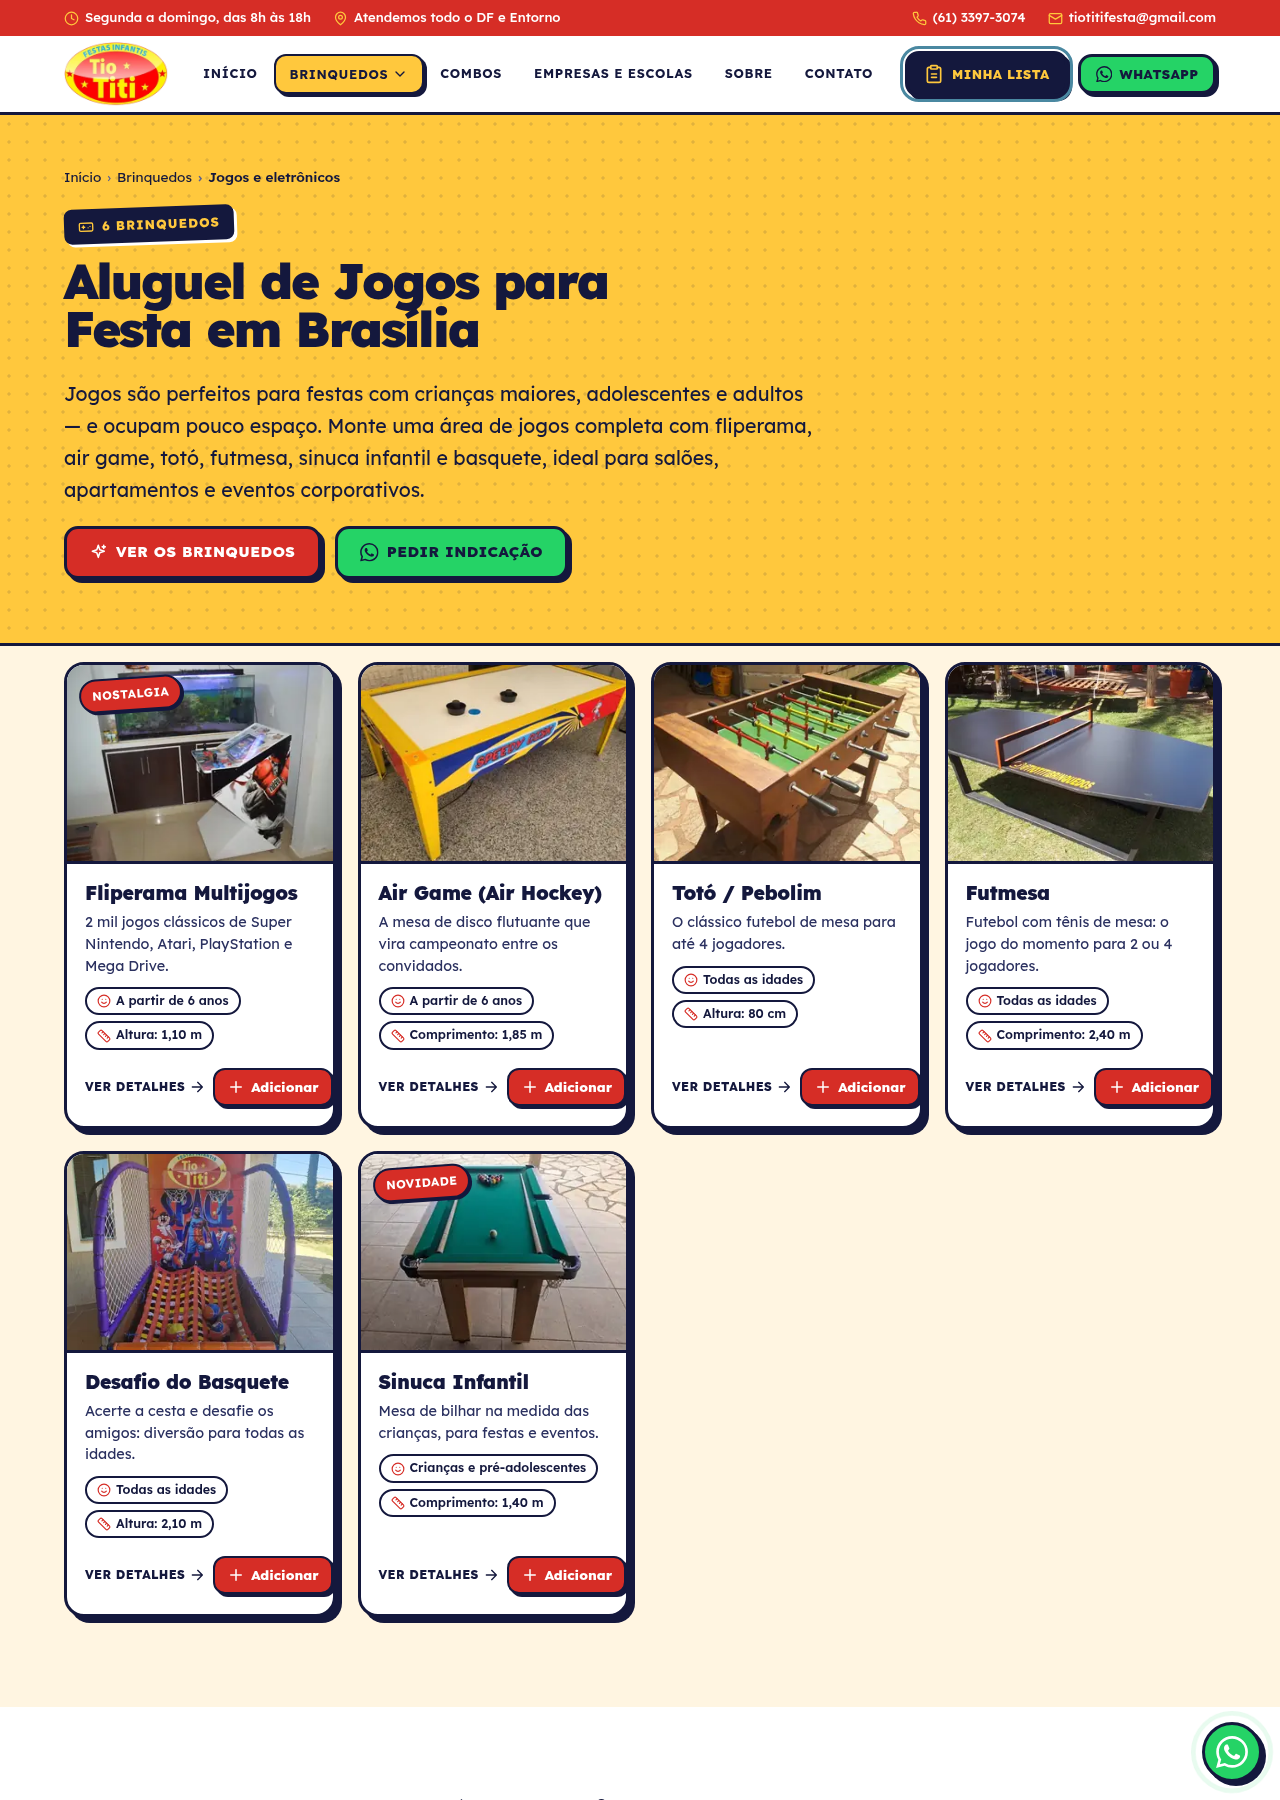 Segunda a domingo, das 8h às 18h
Atendemos todo o DF e Entorno
(61) 3397-3074
tiotitifesta@gmail.com
FESTAS INFANTIS
Tio
Titi
INÍCIO
BRINQUEDOS
COMBOS
EMPRESAS E ESCOLAS
SOBRE
CONTATO
MINHA LISTA
WHATSAPP
Início › Brinquedos › Jogos e eletrônicos
6 BRINQUEDOS
Aluguel de Jogos para
Festa em Brasília
Jogos são perfeitos para festas com crianças maiores, adolescentes e adultos
— e ocupam pouco espaço. Monte uma área de jogos completa com fliperama,
air game, totó, futmesa, sinuca infantil e basquete, ideal para salões,
apartamentos e eventos corporativos.
VER OS BRINQUEDOS
PEDIR INDICAÇÃO
NOSTALGIA
Fliperama Multijogos
2 mil jogos clássicos de Super
Nintendo, Atari, PlayStation e
Mega Drive.
A partir de 6 anos
Altura: 1,10 m
VER DETALHES
Adicionar
SPEEDY
Air Game (Air Hockey)
A mesa de disco flutuante que
vira campeonato entre os
convidados.
A partir de 6 anos
Comprimento: 1,85 m
VER DETALHES
Adicionar
Totó / Pebolim
O clássico futebol de mesa para
até 4 jogadores.
Todas as idades
Altura: 80 cm
VER DETALHES
Adicionar
Futmesa
Futebol com tênis de mesa: o
jogo do momento para 2 ou 4
jogadores.
Todas as idades
Comprimento: 2,40 m
VER DETALHES
Adicionar
Tio
Titi
SPACE
JAM
Desafio do Basquete
Acerte a cesta e desafie os
amigos: diversão para todas as
idades.
Todas as idades
Altura: 2,10 m
VER DETALHES
Adicionar
NOVIDADE
Sinuca Infantil
Mesa de bilhar na medida das
crianças, para festas e eventos.
Crianças e pré-adolescentes
Comprimento: 1,40 m
VER DETALHES
Adicionar